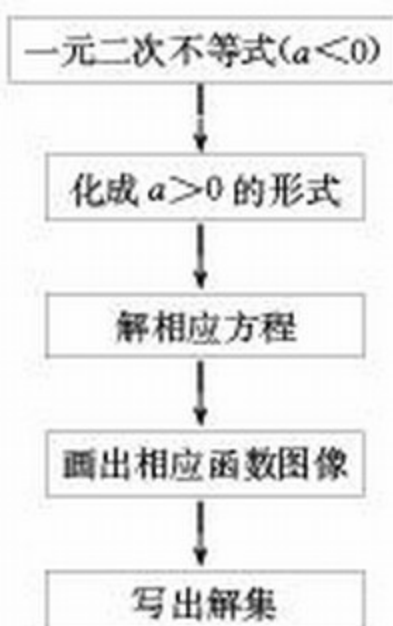 一元二次不等式(a<0)
化成 a>0 的形式
解相应方程
画出相应函数图像
写出解集